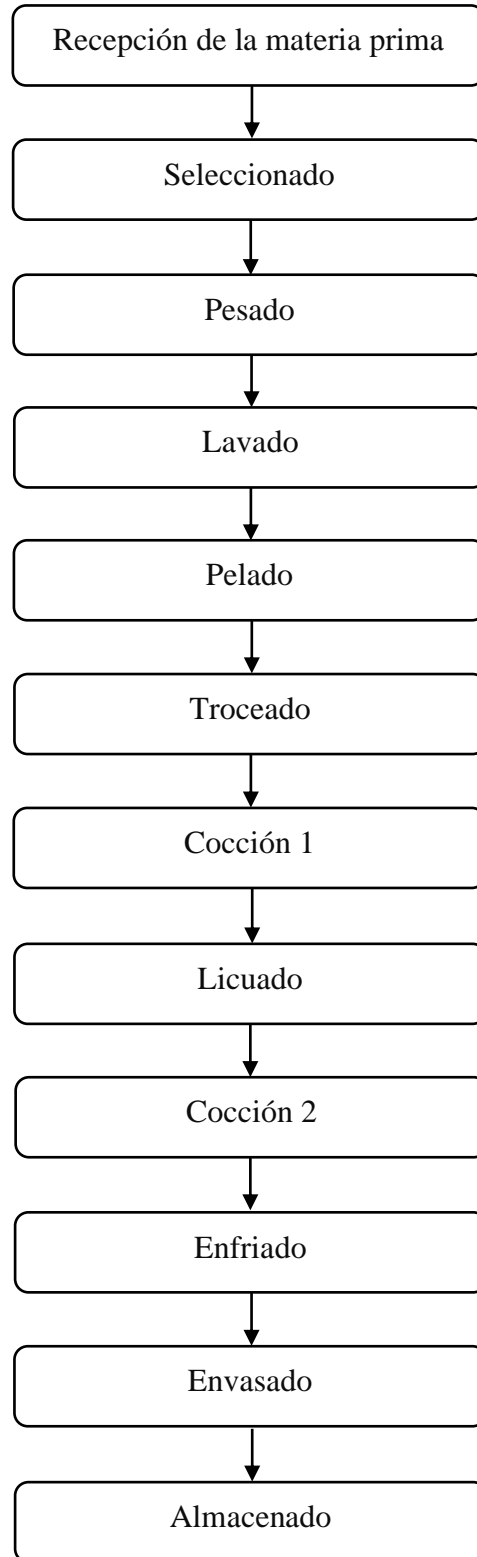 Recepción de la materia prima
Seleccionado
Pesado
Lavado
Pelado
Troceado
Cocción 1
Licuado
Cocción 2
Enfriado
Envasado
Almacenado